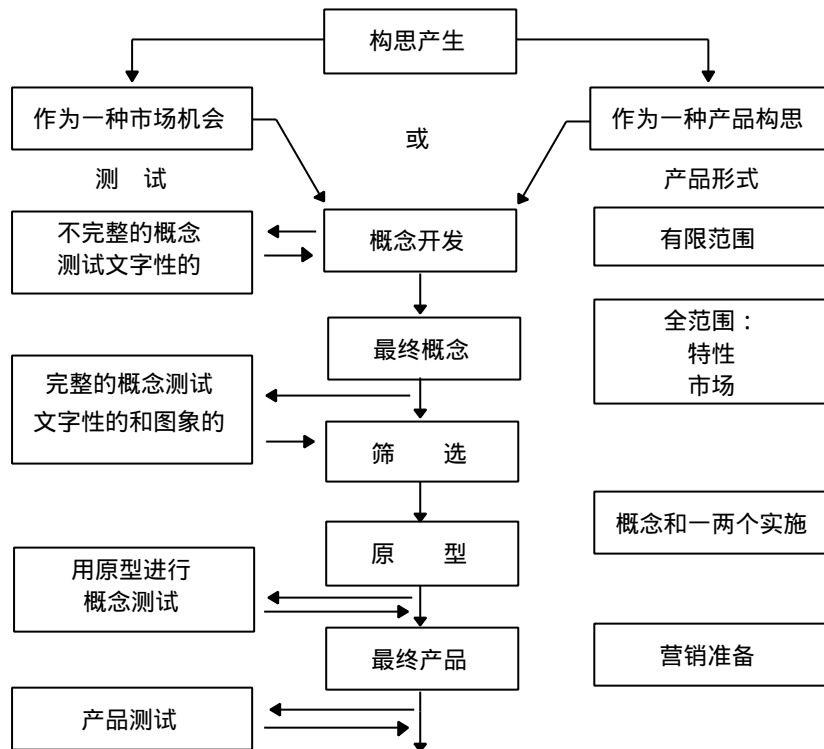 构思产生
作为一种市场机会
或
作为一种产品构思
测 试
产品形式
不完整的概念
测试文字性的
概念开发
有限范围
最终概念
全范围：
特性
市场
完整的概念测试
文字性的和图象的
筛 选
概念和一两个实施
原 型
用原型进行
概念测试
最终产品
营销准备
产品测试